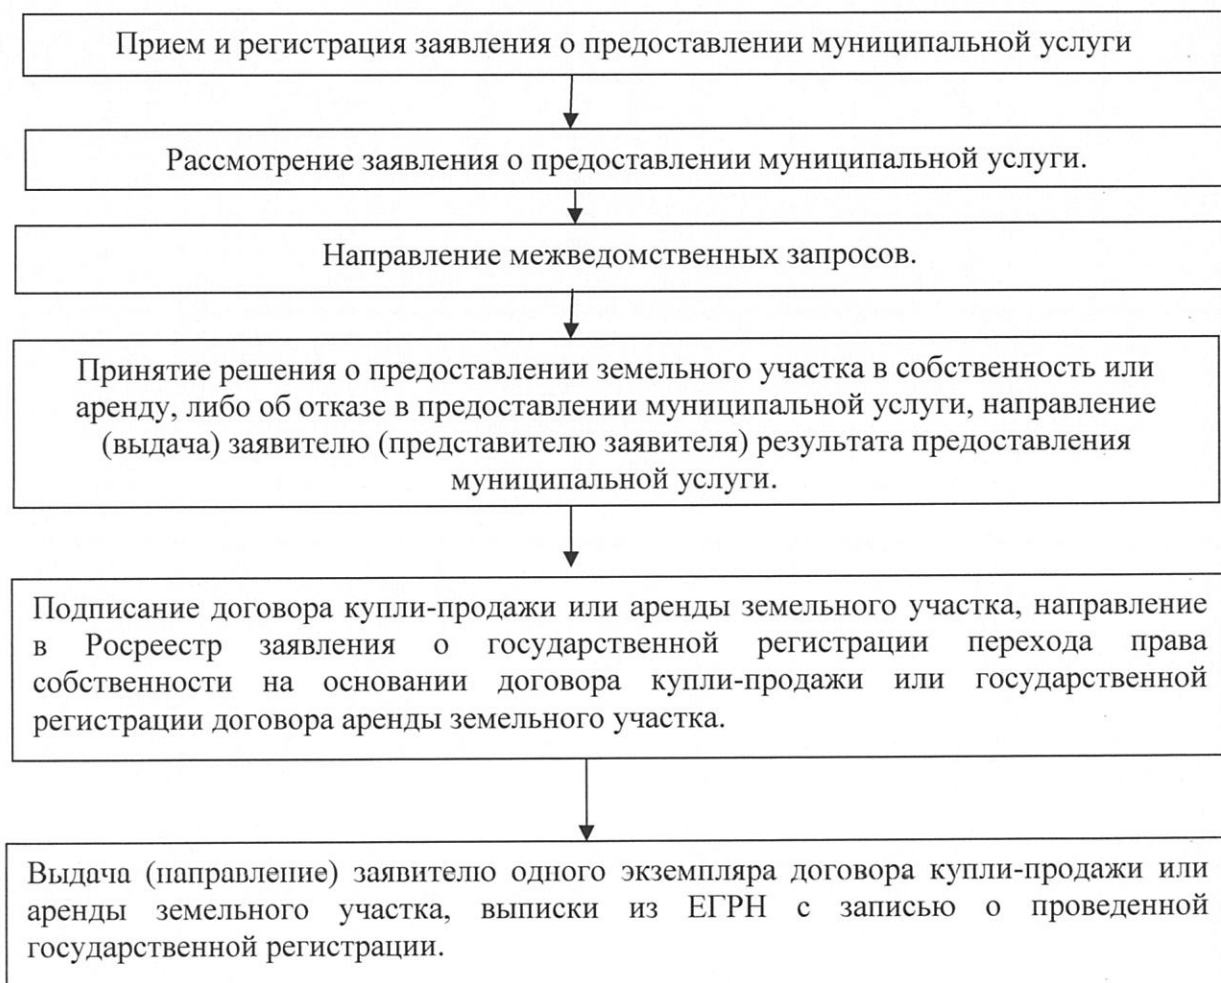 Прием и регистрация заявления о предоставлении муниципальной услуги
Рассмотрение заявления о предоставлении муниципальной услуги.
Направление межведомственных запросов.
Принятие решения о предоставлении земельного участка в собственность или
аренду, либо об отказе в предоставлении муниципальной услуги, направление
(выдача) заявителю (представителю заявителя) результата предоставления
муниципальной услуги.
Подписание договора купли-продажи или аренды земельного участка, направление
в Росреестр заявления о государственной регистрации перехода права
собственности на основании договора купли-продажи или государственной
регистрации договора аренды земельного участка.
Выдача (направление) заявителю одного экземпляра договора купли-продажи или
аренды земельного участка, выписки из ЕГРН с записью о проведенной
государственной регистрации.